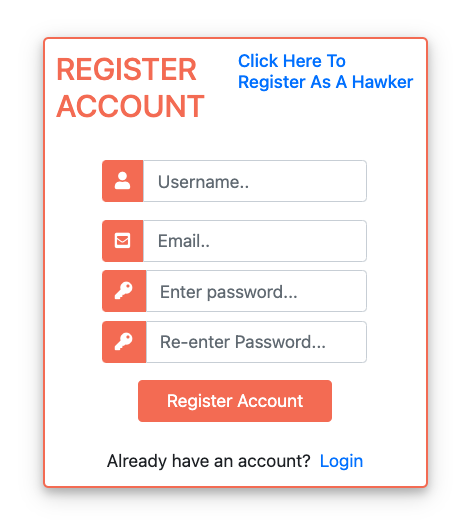 REGISTER
ACCOUNT
Click Here To
Register As A Hawker
Username..
Email..
Enter password...
Re-enter Password...
Register Account
Already have an account? Login